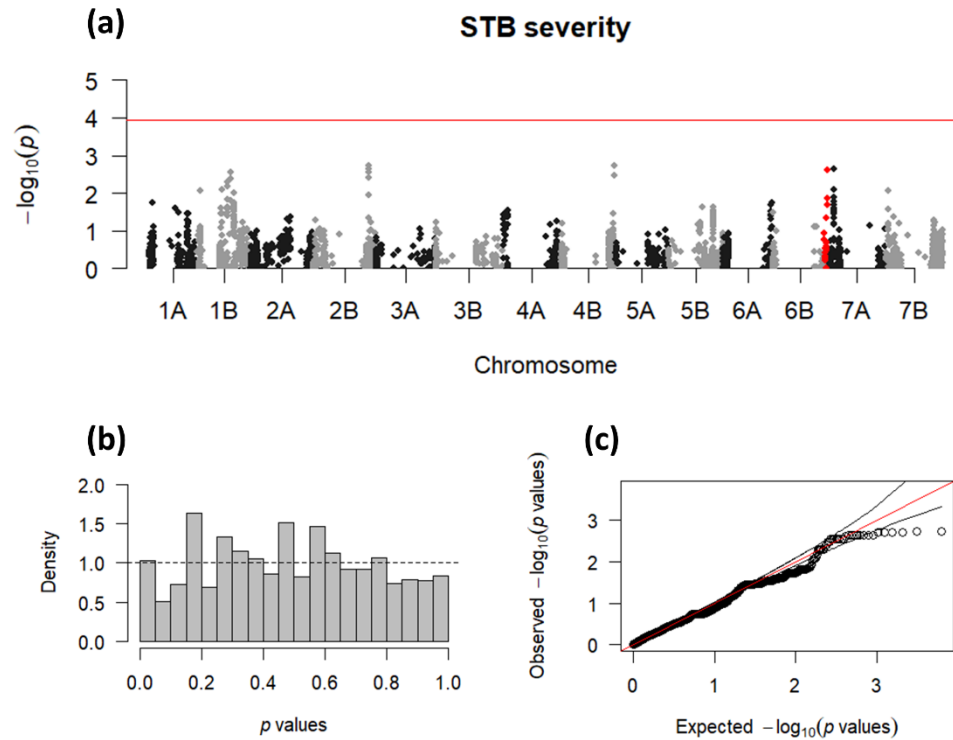 (a)
STB severity
−log10(p)
5
4
3
2
1
0
1A 1B 2A 2B 3A 3B 4A 4B 5A 5B 6A 6B 7A 7B
Chromosome
(b)
Density
2.0
1.5
1.0
0.5
0.0
0.0 0.2 0.4 0.6 0.8 1.0
p values
(c)
Observed −log10(p values)
3
2
1
0
0 1 2 3
Expected −log10(p values)